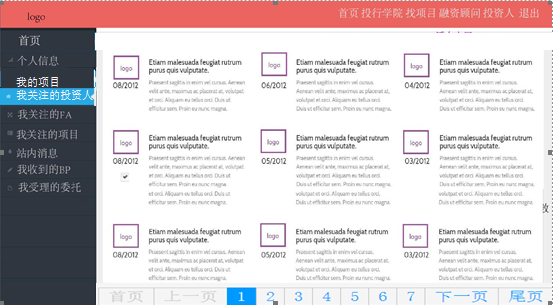 logo
首页 投行学院 找项目 融资顾问 投资人 退出
首页
个人信息
我的项目
我关注的投资人
我关注的FA
我关注的项目
站内消息
我收到的BP
我受理的委托
logo
08/2012
Etiam malesuada feugiat rutrum
purus quis vulputate.
Praesent sagittis in enim vel cursus. Aenean
velit ante, maximus ac placerat at, volutpat
et orci. Aliquam eu tellus orci. Duis ut
efficitur sem. Proin eu nunc magna.
logo
06/2012
Etiam malesuada feugiat rutrum
purus quis vulputate.
Praesent sagittis in enim vel cursus. Aenean
velit ante, maximus ac placerat at, volutpat
et orci. Aliquam eu tellus orci. Duis ut
efficitur sem. Proin eu nunc magna.
logo
04/2012
Etiam malesuada feugiat rutrum
purus quis vulputate.
Praesent sagittis in enim vel cursus.
Aenean velit ante, maximus ac placerat
at, volutpat et orci. Aliquam eu tellus orci.
Duis ut efficitur sem. Proin eu nunc
magna.
logo
08/2012
Etiam malesuada feugiat rutrum
purus quis vulputate.
Praesent sagittis in enim vel cursus. Aenean
velit ante, maximus ac placerat at, volutpat
et orci. Aliquam eu tellus orci. Duis ut
efficitur sem. Proin eu nunc magna.
logo
05/2012
Etiam malesuada feugiat rutrum
purus quis vulputate.
Praesent sagittis in enim vel cursus.
Aenean velit ante, maximus ac placerat
at, volutpat et orci. Aliquam eu tellus orci.
Duis ut efficitur sem. Proin eu nunc
magna.
logo
03/2012
Etiam malesuada feugiat rutrum
purus quis vulputate.
Praesent sagittis in enim vel cursus.
Aenean velit ante, maximus ac placerat
at, volutpat et orci. Aliquam eu tellus orci.
Duis ut efficitur sem. Proin eu nunc
magna.
logo
08/2012
Etiam malesuada feugiat rutrum
purus quis vulputate.
Praesent sagittis in enim vel cursus. Aenean
velit ante, maximus ac placerat at, volutpat
et orci. Aliquam eu tellus orci. Duis ut
efficitur sem. Proin eu nunc magna.
logo
05/2012
Etiam malesuada feugiat rutrum
purus quis vulputate.
Praesent sagittis in enim vel cursus.
Aenean velit ante, maximus ac placerat
at, volutpat et orci. Aliquam eu tellus orci.
Duis ut efficitur sem. Proin eu nunc
logo
03/2012
Etiam malesuada feugiat rutrum
purus quis vulputate.
Praesent sagittis in enim vel cursus.
Aenean velit ante, maximus ac placerat
at, volutpat et orci. Aliquam eu tellus orci.
Duis ut efficitur sem. Proin eu nunc
首页 上一页 1 2 3 4 5 6 7 下一页 尾页